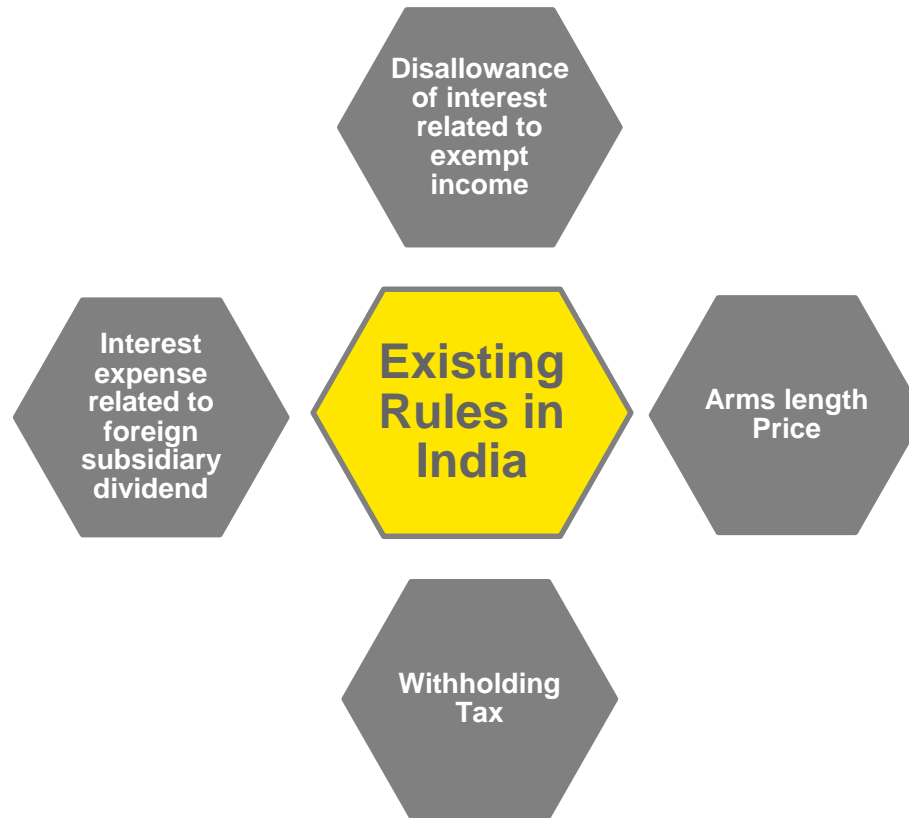 Disallowance
of interest
related to
exempt
income
Interest
expense
related to
foreign
subsidiary
dividend
Existing
Rules in
India
Arms length
Price
Withholding
Tax